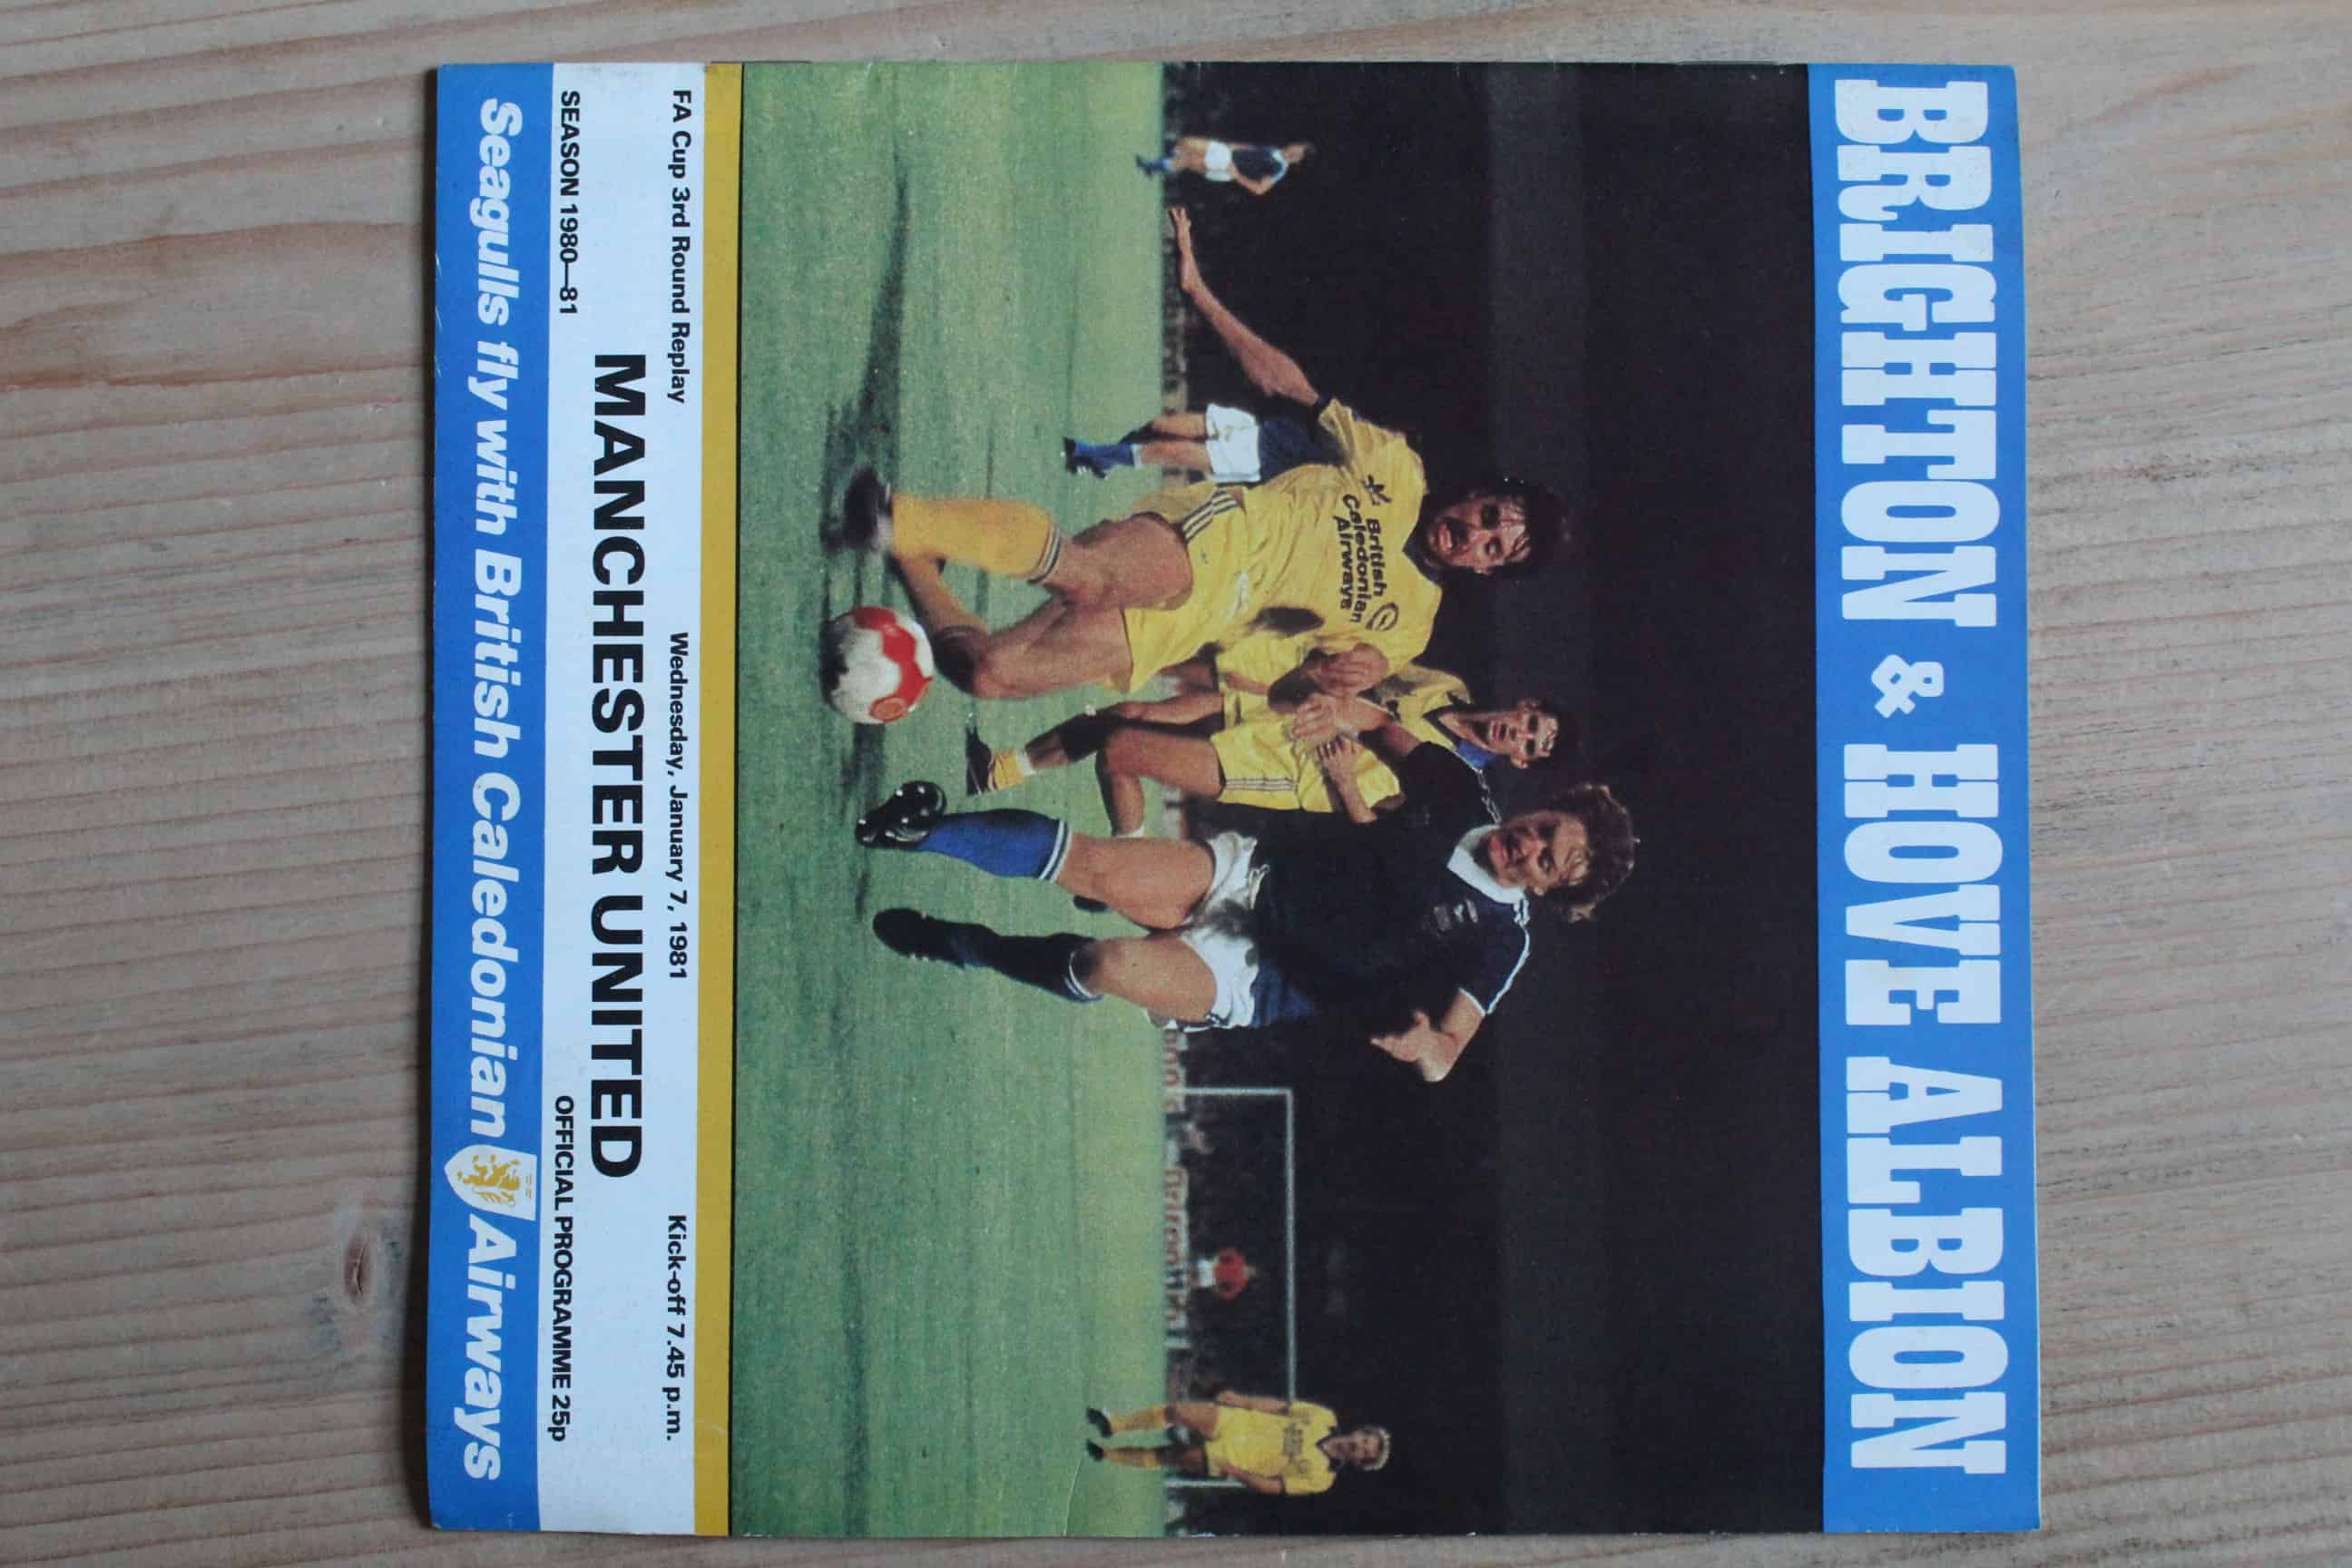 BRIGHTON & HOVE ALBION
British
Caledonian
Airways
FA Cup 3rd Round Replay
Wednesday, January 7, 1981
Kick-off 7.45 p.m.
MANCHESTER UNITED
SEASON 1980—81
OFFICIAL PROGRAMME 25p
Seagulls fly with British Caledonian Airways